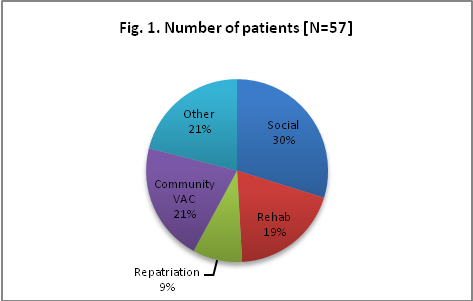 Fig. 1. Number of patients [N=57]
Social
30%
Rehab
19%
Repatriation
9%
Community
VAC
21%
Other
21%